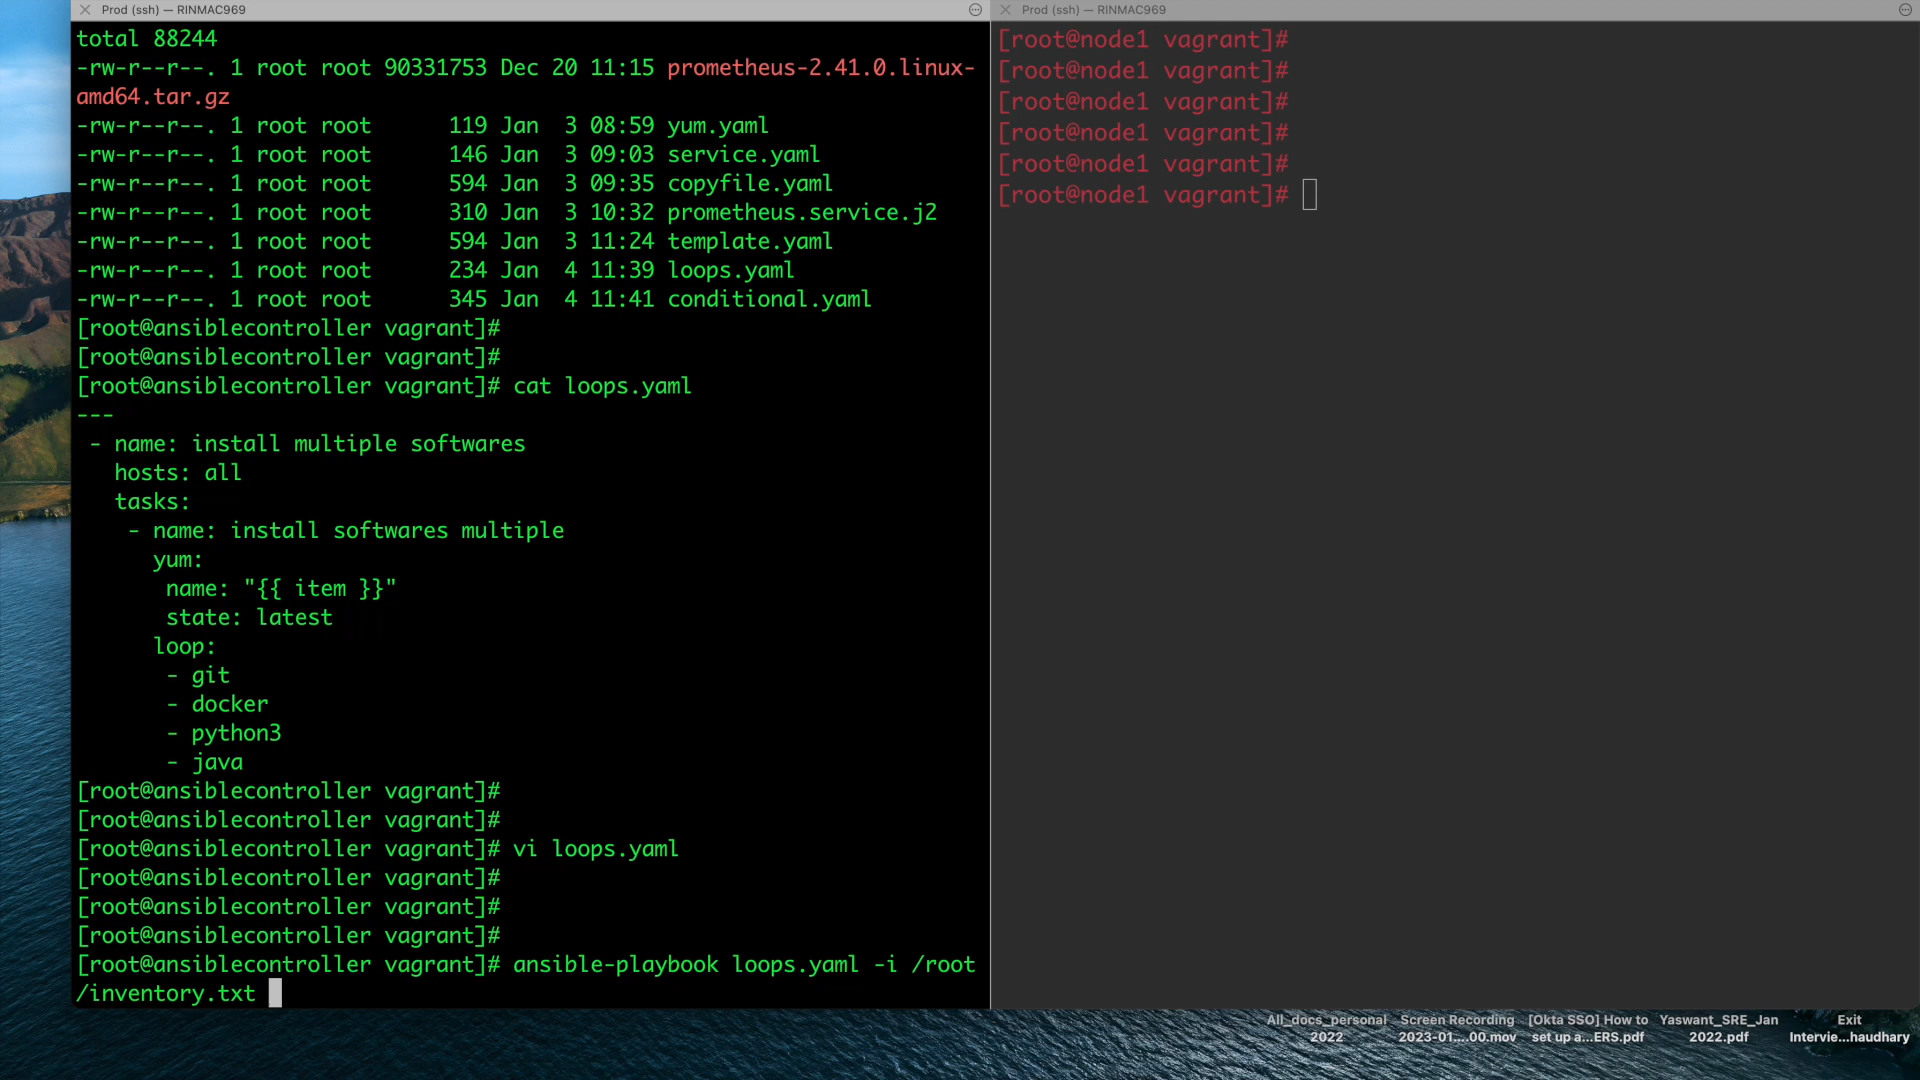 Prod (ssh) — RINMAC969
total 88244
-rw-r--r--. 1 root root 90331753 Dec 20 11:15 prometheus-2.41.0.linux-
amd64.tar.gz
-rw-r--r--. 1 root root      119 Jan  3 08:59 yum.yaml
-rw-r--r--. 1 root root      146 Jan  3 09:03 service.yaml
-rw-r--r--. 1 root root      594 Jan  3 09:35 copyfile.yaml
-rw-r--r--. 1 root root      310 Jan  3 10:32 prometheus.service.j2
-rw-r--r--. 1 root root      594 Jan  3 11:24 template.yaml
-rw-r--r--. 1 root root      234 Jan  4 11:39 loops.yaml
-rw-r--r--. 1 root root      345 Jan  4 11:41 conditional.yaml
[root@ansiblecontroller vagrant]#
[root@ansiblecontroller vagrant]#
[root@ansiblecontroller vagrant]# cat loops.yaml
---
 - name: install multiple softwares
   hosts: all
   tasks:
    - name: install softwares multiple
      yum:
       name: "{{ item }}"
       state: latest
      loop:
       - git
       - docker
       - python3
       - java
[root@ansiblecontroller vagrant]#
[root@ansiblecontroller vagrant]#
[root@ansiblecontroller vagrant]# vi loops.yaml
[root@ansiblecontroller vagrant]#
[root@ansiblecontroller vagrant]#
[root@ansiblecontroller vagrant]#
[root@ansiblecontroller vagrant]# ansible-playbook loops.yaml -i /root
/inventory.txt
Prod (ssh) — RINMAC969
[root@node1 vagrant]#
[root@node1 vagrant]#
[root@node1 vagrant]#
[root@node1 vagrant]#
[root@node1 vagrant]#
[root@node1 vagrant]#
All_docs_personal
2022
Screen Recording
2023-01....00.mov
[Okta SSO] How to
set up a...ERS.pdf
Yaswant_SRE_Jan
2022.pdf
Exit
Intervie...haudhary